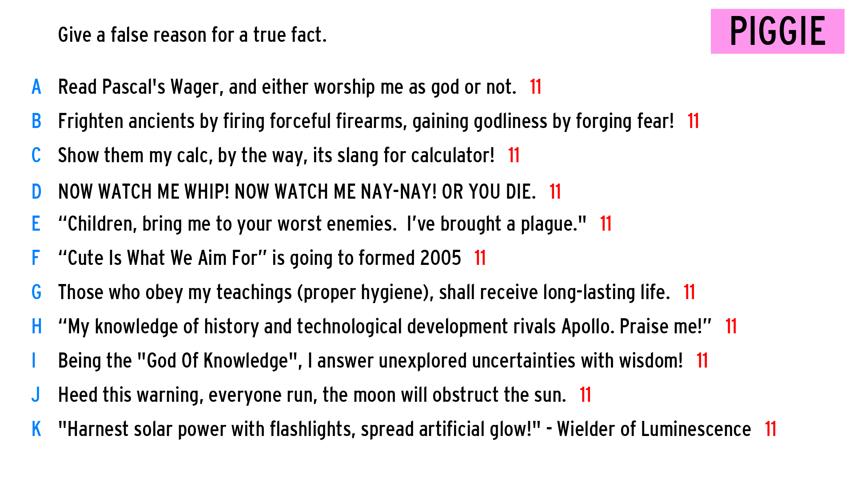 Give a false reason for a true fact.
PIGGIE
A Read Pascal's Wager, and either worship me as god or not. 11
B Frighten ancients by firing forceful firearms, gaining godliness by forging fear! 11
C Show them my calc, by the way, its slang for calculator! 11
D NOW WATCH ME WHIP! NOW WATCH ME NAY-NAY! OR YOU DIE. 11
E “Children, bring me to your worst enemies. I’ve brought a plague." 11
F “Cute Is What We Aim For” is going to formed 2005 11
G Those who obey my teachings (proper hygiene), shall receive long-lasting life. 11
H “My knowledge of history and technological development rivals Apollo. Praise me!” 11
I Being the "God Of Knowledge", I answer unexplored uncertainties with wisdom! 11
J Heed this warning, everyone run, the moon will obstruct the sun. 11
K "Harnest solar power with flashlights, spread artificial glow!" - Wielder of Luminescence 11